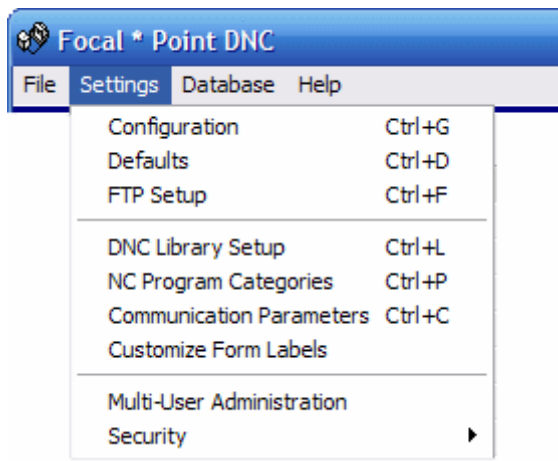 Focal * Point DNC
File Settings Database Help
Configuration Ctrl+G
Defaults Ctrl+D
FTP Setup Ctrl+F
DNC Library Setup Ctrl+L
NC Program Categories Ctrl+P
Communication Parameters Ctrl+C
Customize Form Labels
Multi-User Administration
Security